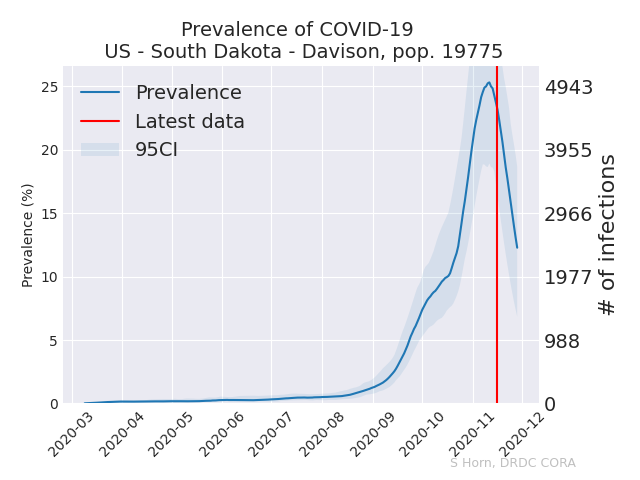 Prevalence of COVID-19
US - South Dakota - Davison, pop. 19775
Prevalence
Latest data
95CI
Prevalence (%)
25
20
15
10
5
0
4943
3955
2966
1977
988
0
# of infections
2020-03
2020-04
2020-05
2020-06
2020-07
2020-08
2020-09
2020-10
2020-11
2020-12
S Horn, DRDC CORA